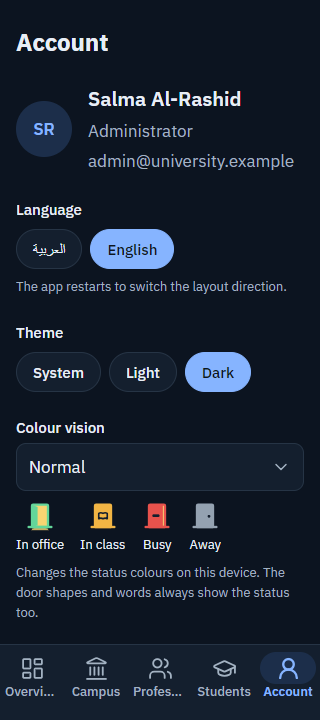 Account
SR
Salma Al-Rashid
Administrator
admin@university.example
Language
العربية
English
The app restarts to switch the layout direction.
Theme
System
Light
Dark
Colour vision
Normal
In office
In class
Busy
Away
Changes the status colours on this device. The
door shapes and words always show the status
too.
Overvi...
Campus
Profes...
Students
Account